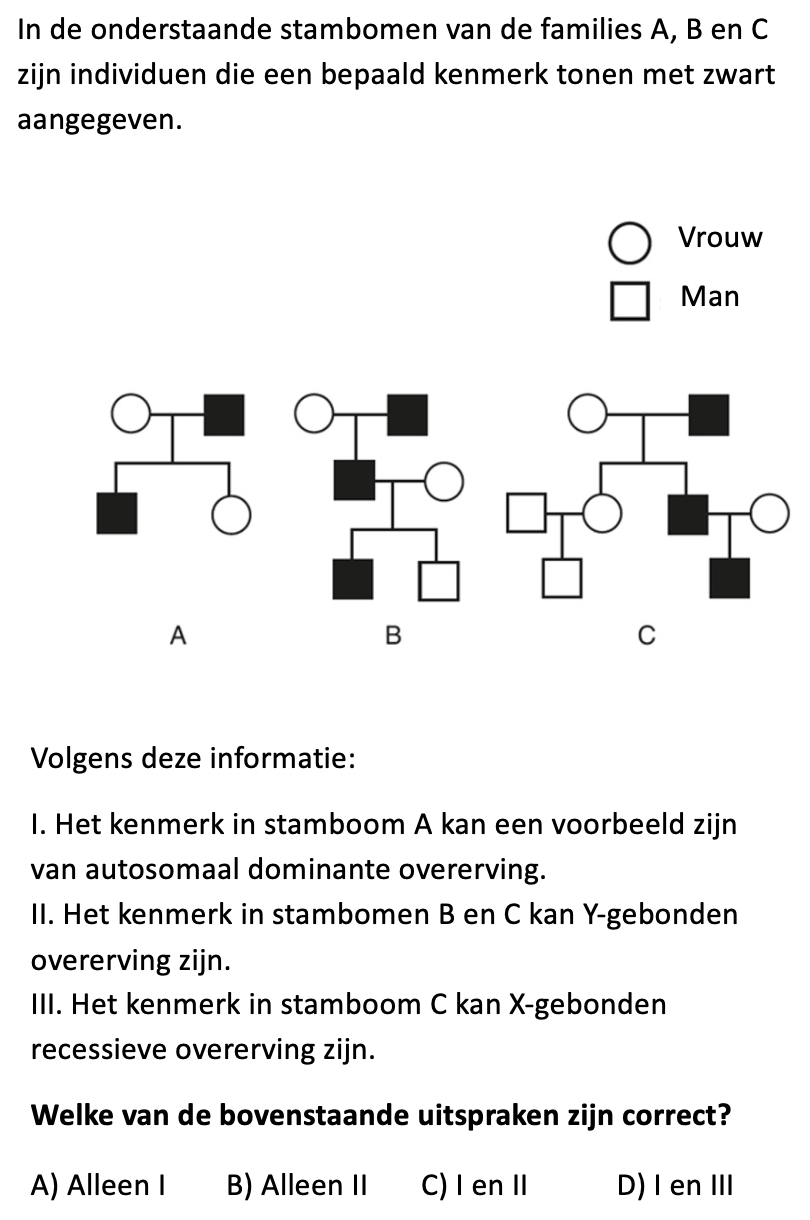 In de onderstaande stambomen van de families A, B en C
zijn individuen die een bepaald kenmerk tonen met zwart
aangegeven.
Vrouw
Man
A
B
C
Volgens deze informatie:
I. Het kenmerk in stamboom A kan een voorbeeld zijn
van autosomaal dominante overerving.
II. Het kenmerk in stambomen B en C kan Y-gebonden
overerving zijn.
III. Het kenmerk in stamboom C kan X-gebonden
recessieve overerving zijn.
Welke van de bovenstaande uitspraken zijn correct?
A) Alleen I B) Alleen II C) I en II D) I en III